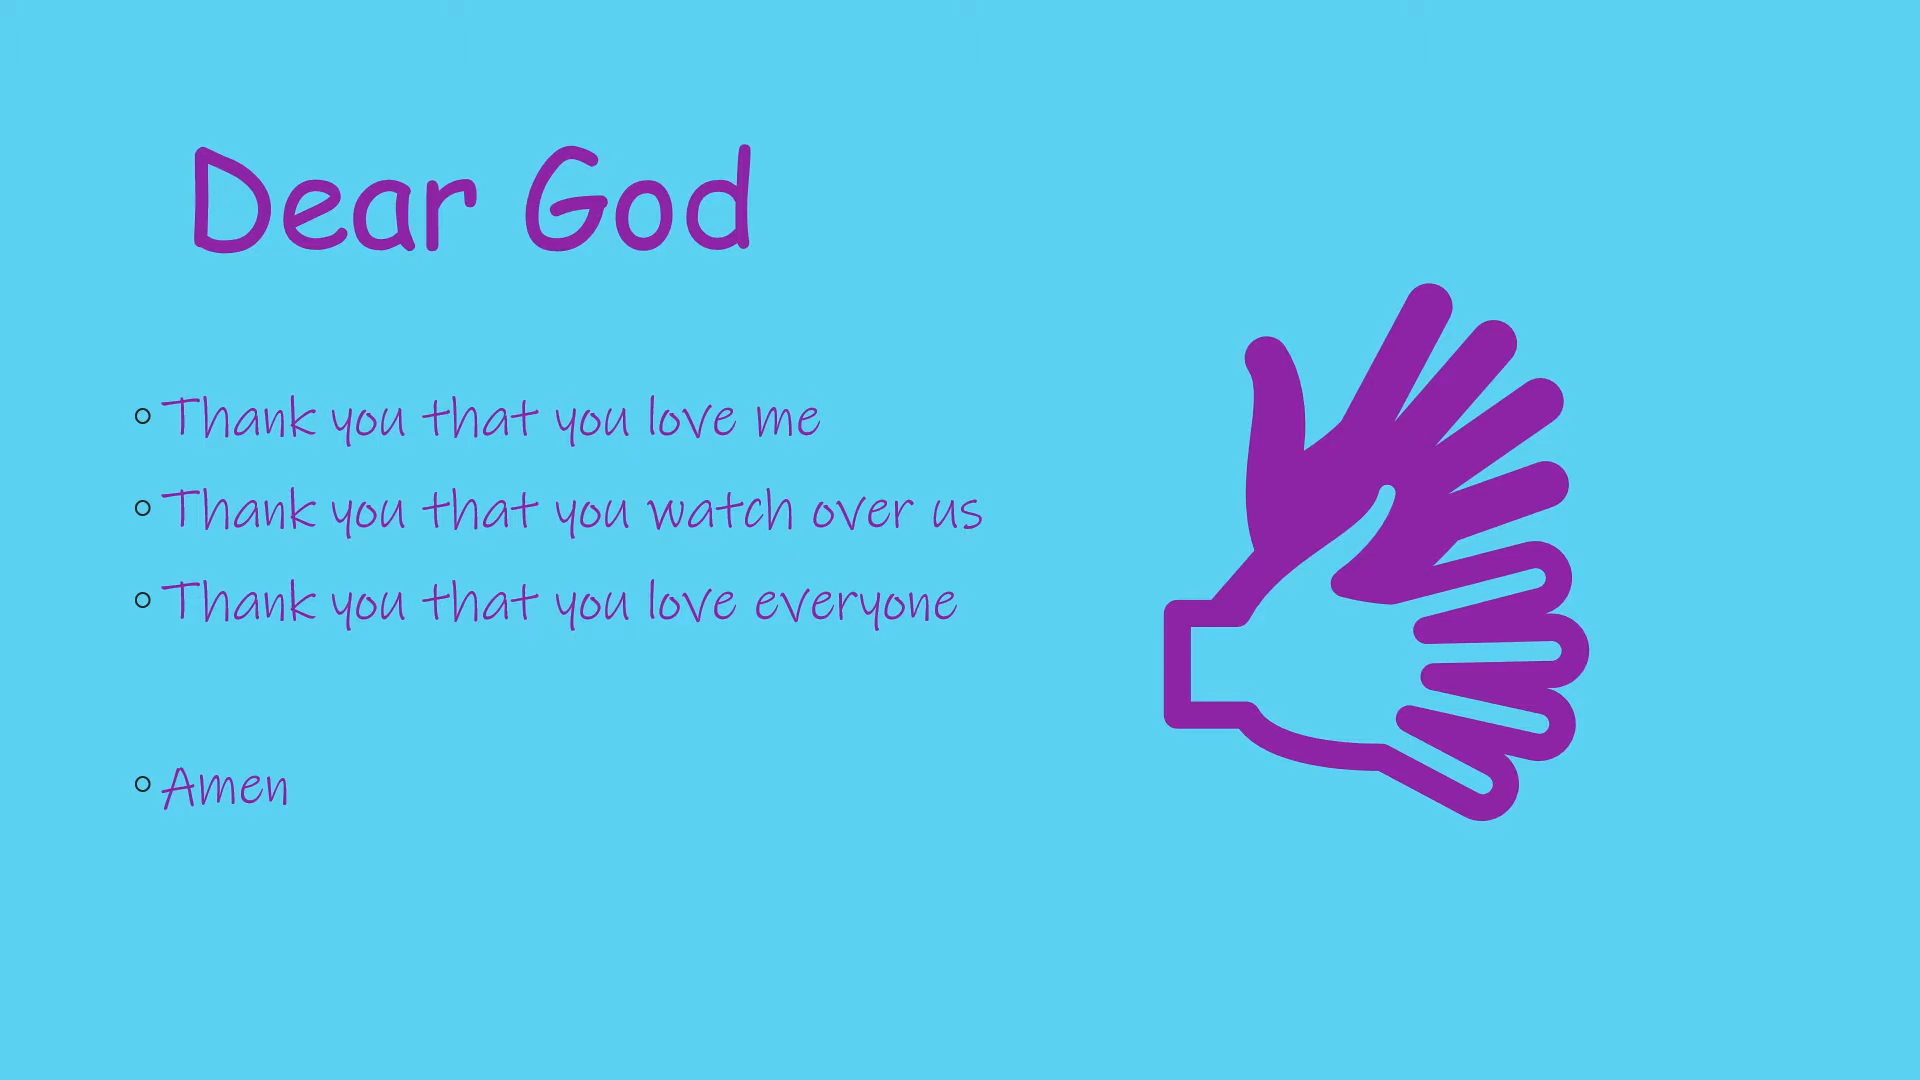 Dear God
Thank you that you love me
Thank you that you watch over us
Thank you that you love everyone
Amen